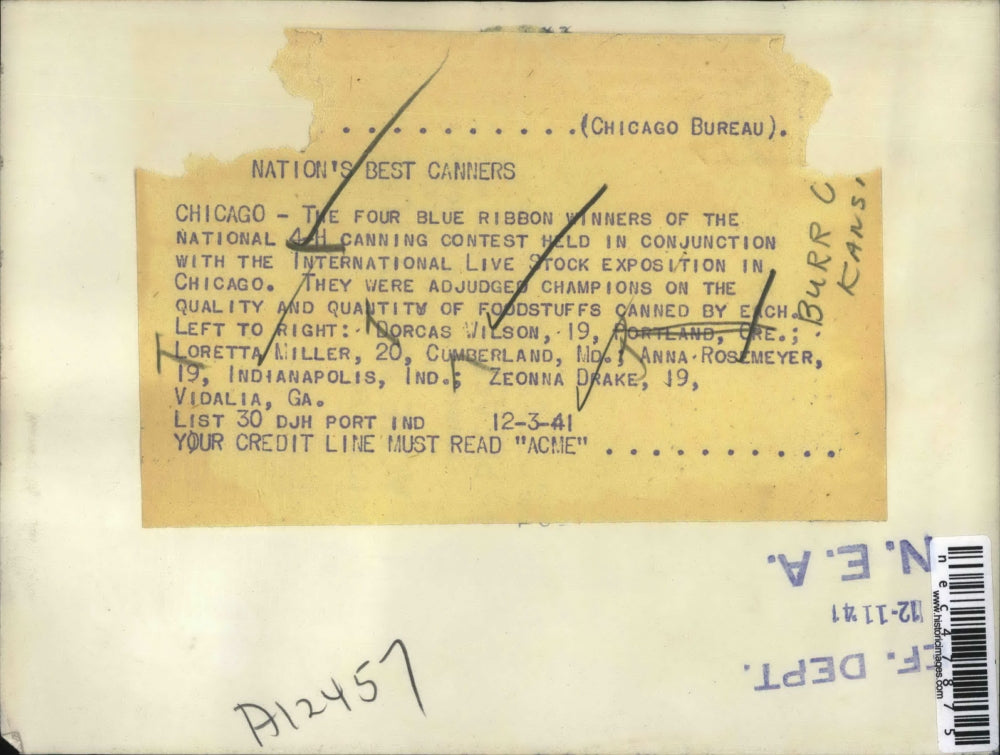 . . . . . . . . . . . (CHICAGO BUREAU).
NATION'S BEST CANNERS
CHICAGO - THE FOUR BLUE RIBBON WINNERS OF THE
NATIONAL 4-H CANNING CONTEST HELD IN CONJUNCTION
WITH THE INTERNATIONAL LIVE STOCK EXPOSITION IN
CHICAGO. THEY WERE ADJUDGED CHAMPIONS ON THE
QUALITY AND QUANTITY OF FOODSTUFFS CANNED BY EACH.
LEFT TO RIGHT: DORCAS WILSON, 19, PORTLAND, ORE.;
LORETTA MILLER, 20, CUMBERLAND, MD.; ANNA ROSEMEYER,
19, INDIANAPOLIS, IND.; ZEONNA DRAKE, 19,
VIDALIA, GA.
LIST 30 DJH PORT IND 12-3-41
YOUR CREDIT LINE MUST READ "ACME" . . . . . . . . . .
KANS.
N.E.A.
12-11 41
F. DEPT.
A12457
www.historicimages.com
nec47875